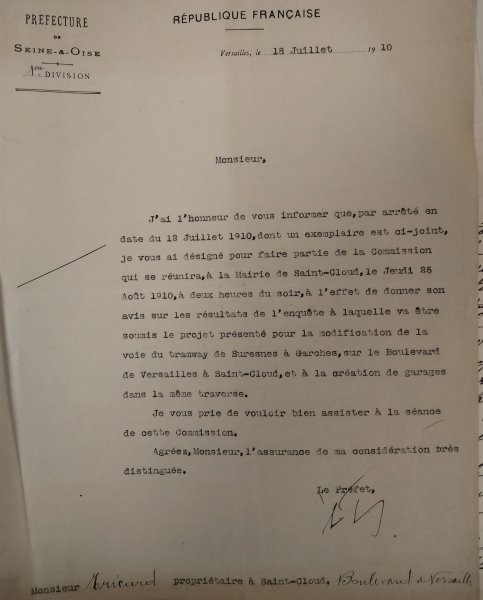 PRÉFECTURE
DE
SEINE-&-OISE
1ère DIVISION
RÉPUBLIQUE FRANÇAISE
Versailles, le 18 Juillet 1910
Monsieur,
J'ai l'honneur de vous informer que, par arrêté en
date du 12 Juillet 1910, dont un exemplaire est ci-joint,
je vous ai désigné pour faire partie de la Commission
qui se réunira, à la Mairie de Saint-Cloud, le Jeudi 25
Août 1910, à deux heures du soir, à l'effet de donner son
avis sur les résultats de l'enquête à laquelle va être
soumis le projet présenté pour la modification de la
voie du tramway de Suresnes à Garches, sur le Boulevard
de Versailles à Saint-Cloud, et à la création de garages
dans la même traverse.
Je vous prie de vouloir bien assister à la séance
de cette Commission.
Agréez, Monsieur, l'assurance de ma considération très
distinguée.
Le Préfet,
Monsieur Tricard propriétaire à Saint-Cloud, Boulevard de Versailles